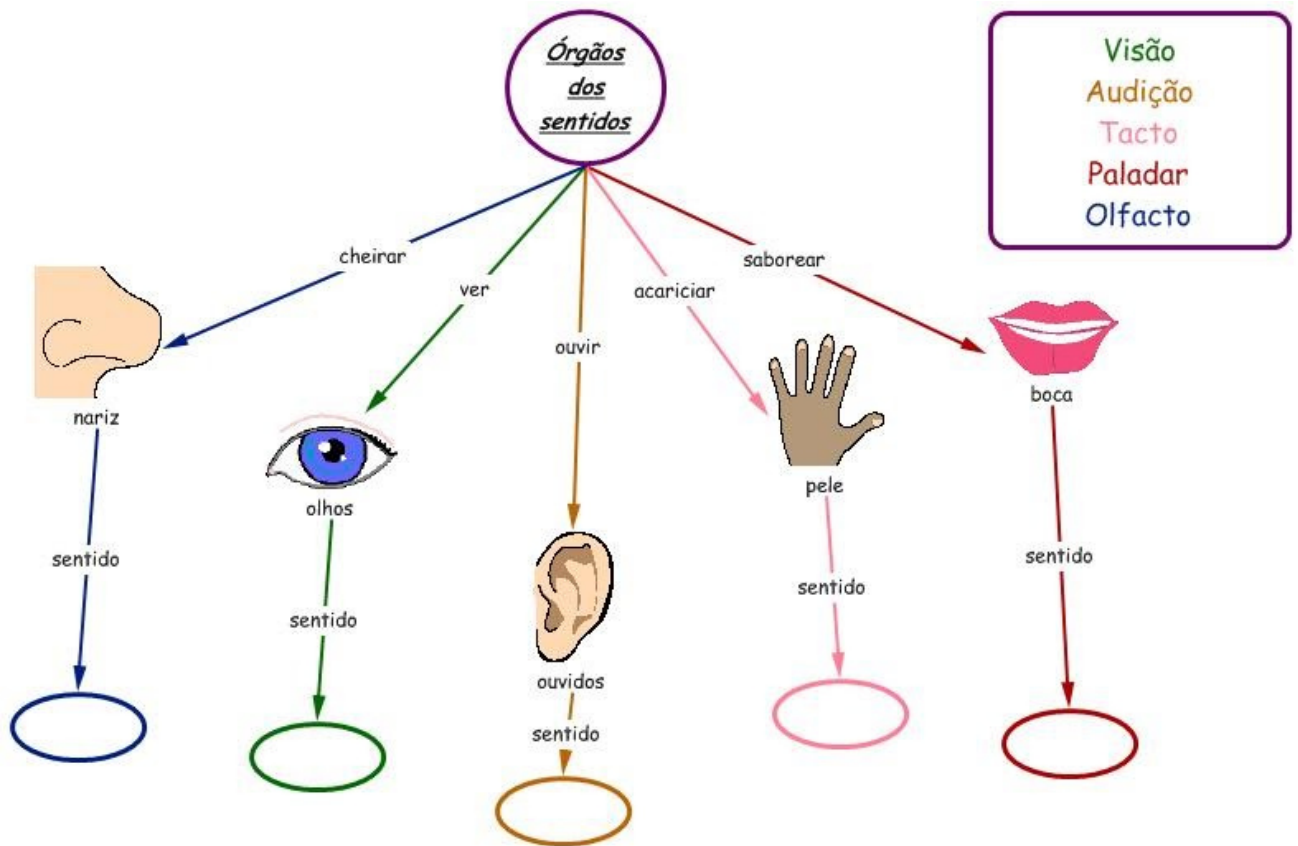 Órgãos
dos
sentidos
Visão
Audição
Tacto
Paladar
Olfacto
cheirar
ver
ouvir
acariciar
saborear
nariz
olhos
ouvidos
pele
boca
sentido
sentido
sentido
sentido
sentido